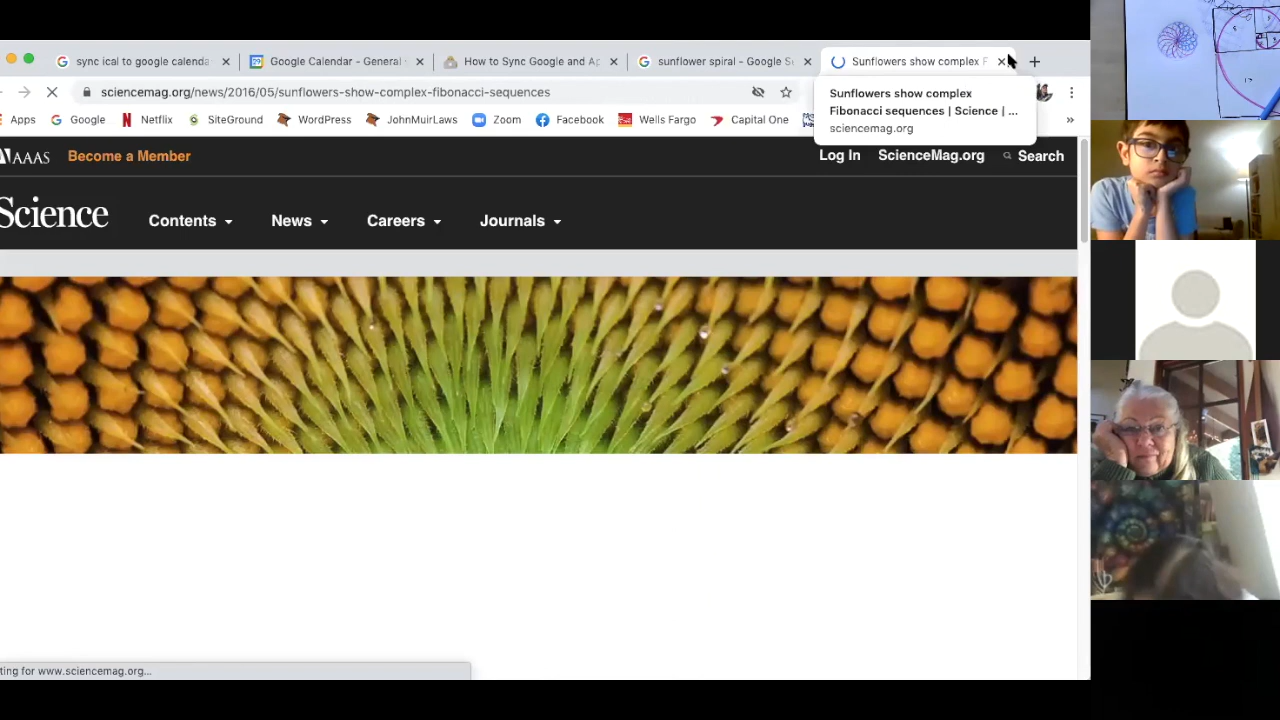 sync ical to google calenda
Google Calendar - General
How to Sync Google and Ap
sunflower spiral - Google S
Sunflowers show complex F
sciencemag.org/news/2016/05/sunflowers-show-complex-fibonacci-sequences
Sunflowers show complex
Fibonacci sequences | Science | ...
sciencemag.org
Apps
Google
Netflix
SiteGround
WordPress
JohnMuirLaws
Zoom
Facebook
Wells Fargo
Capital One
»
AAAS
Become a Member
Log In
ScienceMag.org
Search
Science
Contents
News
Careers
Journals
ting for www.sciencemag.org...